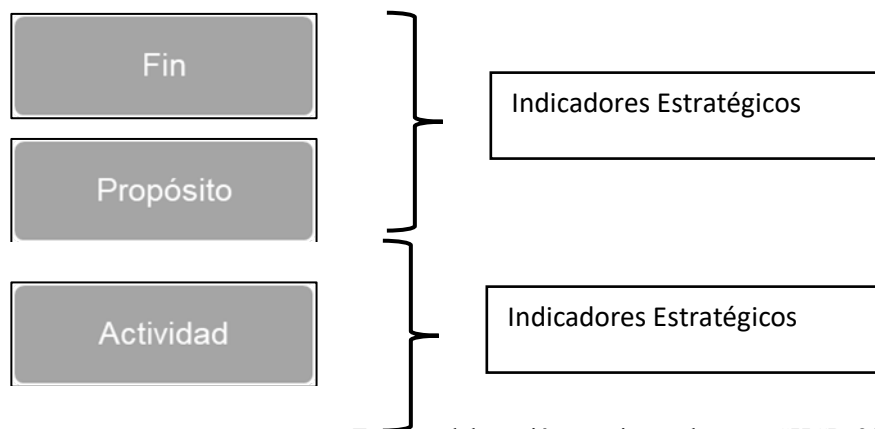 Fin
Indicadores Estratégicos
Propósito
Actividad
Indicadores Estratégicos